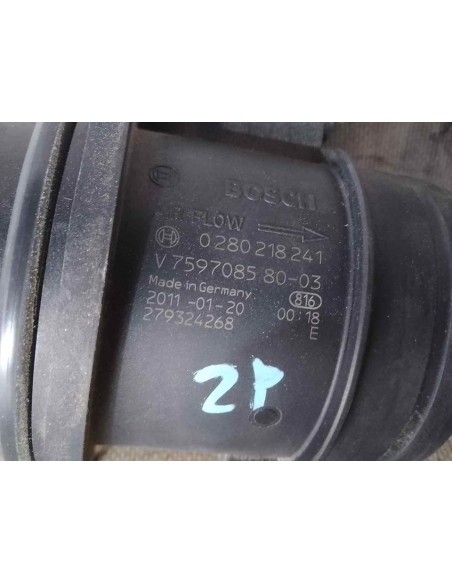 BOSCH
AIR FLOW
0 280 218 241
V 7597085 80-03
Made in Germany 816
2011-01-20 00:18
279324268 E
2P